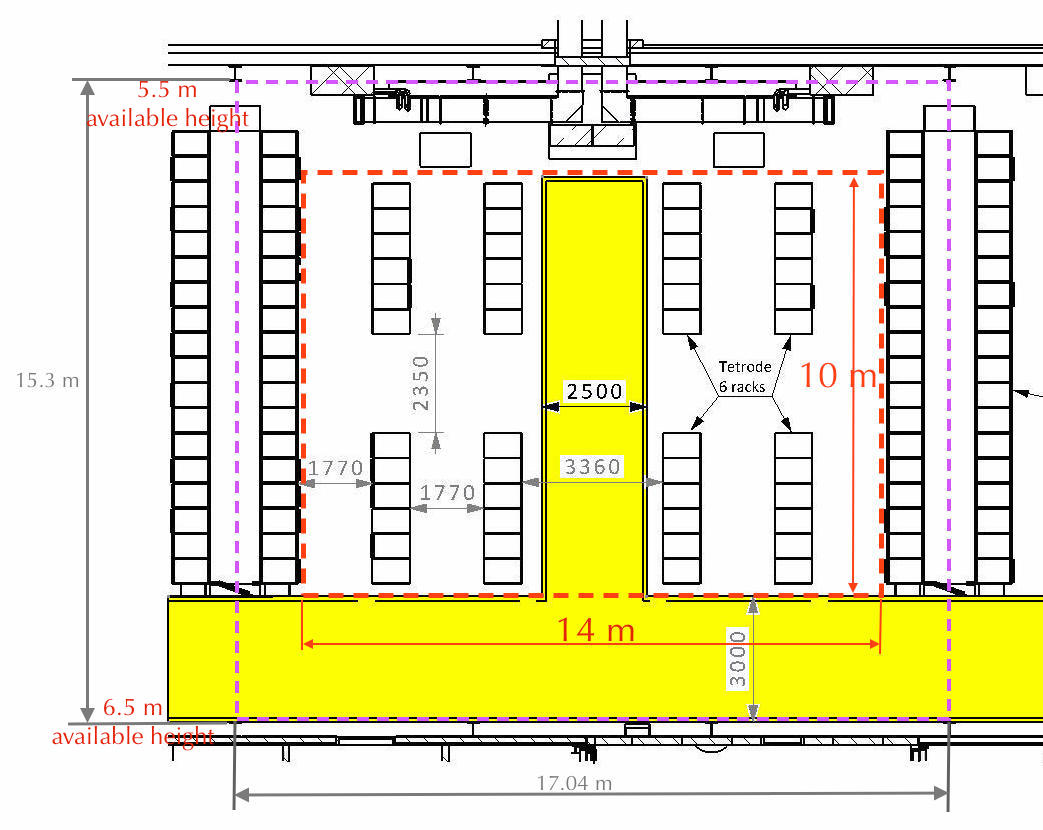 5.5 m
available height
2350
Tetrode
6 racks
10 m
15.3 m
2500
1770
3360
1770
14 m
3000
6.5 m
available height
17.04 m